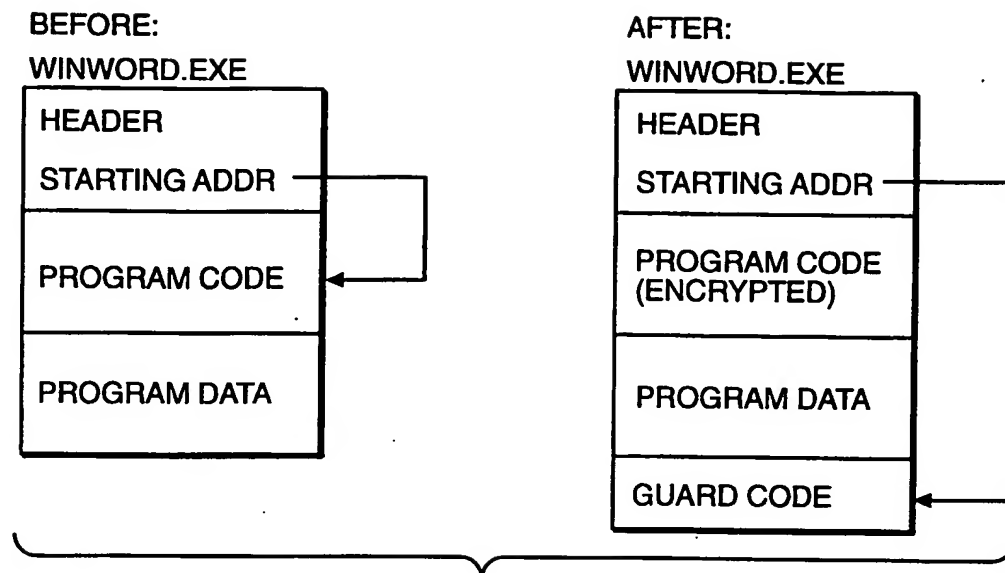 BEFORE:
WINWORD.EXE
HEADER
STARTING ADDR
PROGRAM CODE
PROGRAM DATA
AFTER:
WINWORD.EXE
HEADER
STARTING ADDR
PROGRAM CODE
(ENCRYPTED)
PROGRAM DATA
GUARD CODE